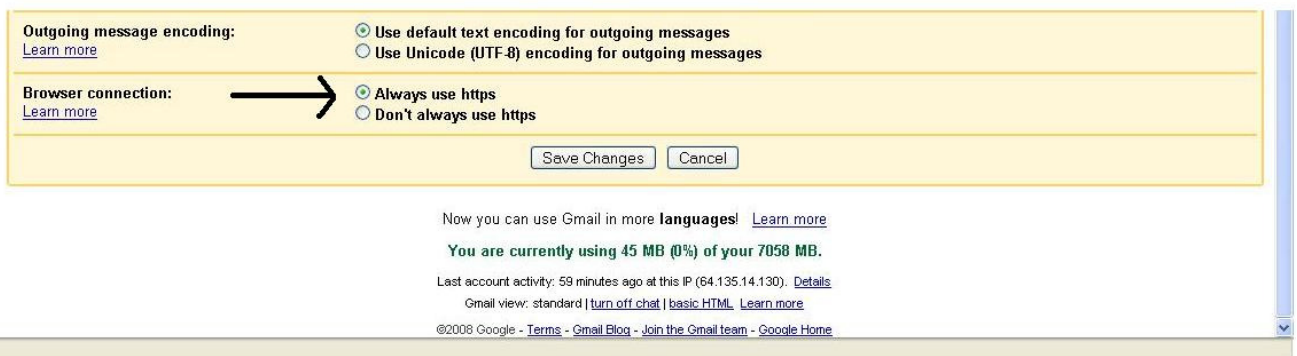 Outgoing message encoding:
Learn more
Use default text encoding for outgoing messages
Use Unicode (UTF-8) encoding for outgoing messages
Browser connection:
Learn more
Always use https
Don't always use https
Save Changes Cancel
Now you can use Gmail in more languages! Learn more
You are currently using 45 MB (0%) of your 7058 MB.
Last account activity: 59 minutes ago at this IP (64.135.14.130). Details
Gmail view: standard | turn off chat | basic HTML Learn more
©2008 Google - Terms - Gmail Blog - Join the Gmail team - Google Home